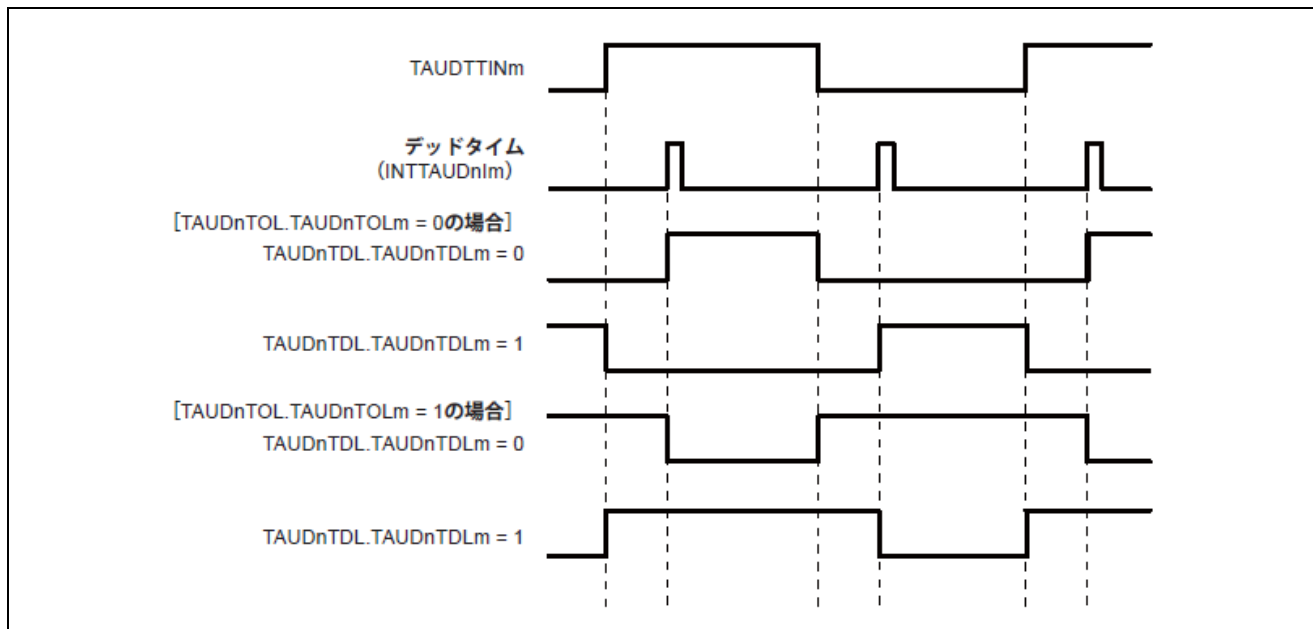 TAUDTTINm
デッドタイム
（INTTAUDnIm）
［TAUDnTOL.TAUDnTOLm = 0の場合］
TAUDnTDL.TAUDnTDLm = 0
TAUDnTDL.TAUDnTDLm = 1
［TAUDnTOL.TAUDnTOLm = 1の場合］
TAUDnTDL.TAUDnTDLm = 0
TAUDnTDL.TAUDnTDLm = 1